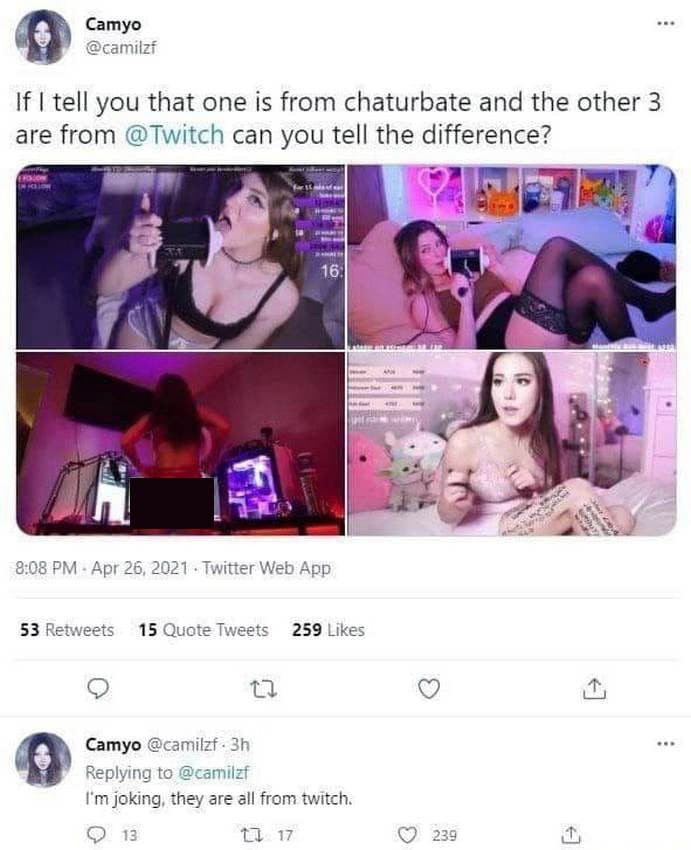 Camyo
@camilzf
If I tell you that one is from chaturbate and the other 3
are from @Twitch can you tell the difference?
16:
8:08 PM · Apr 26, 2021 · Twitter Web App
53 Retweets 15 Quote Tweets 259 Likes
Camyo @camilzf · 3h
Replying to @camilzf
I'm joking, they are all from twitch.
13 17 239